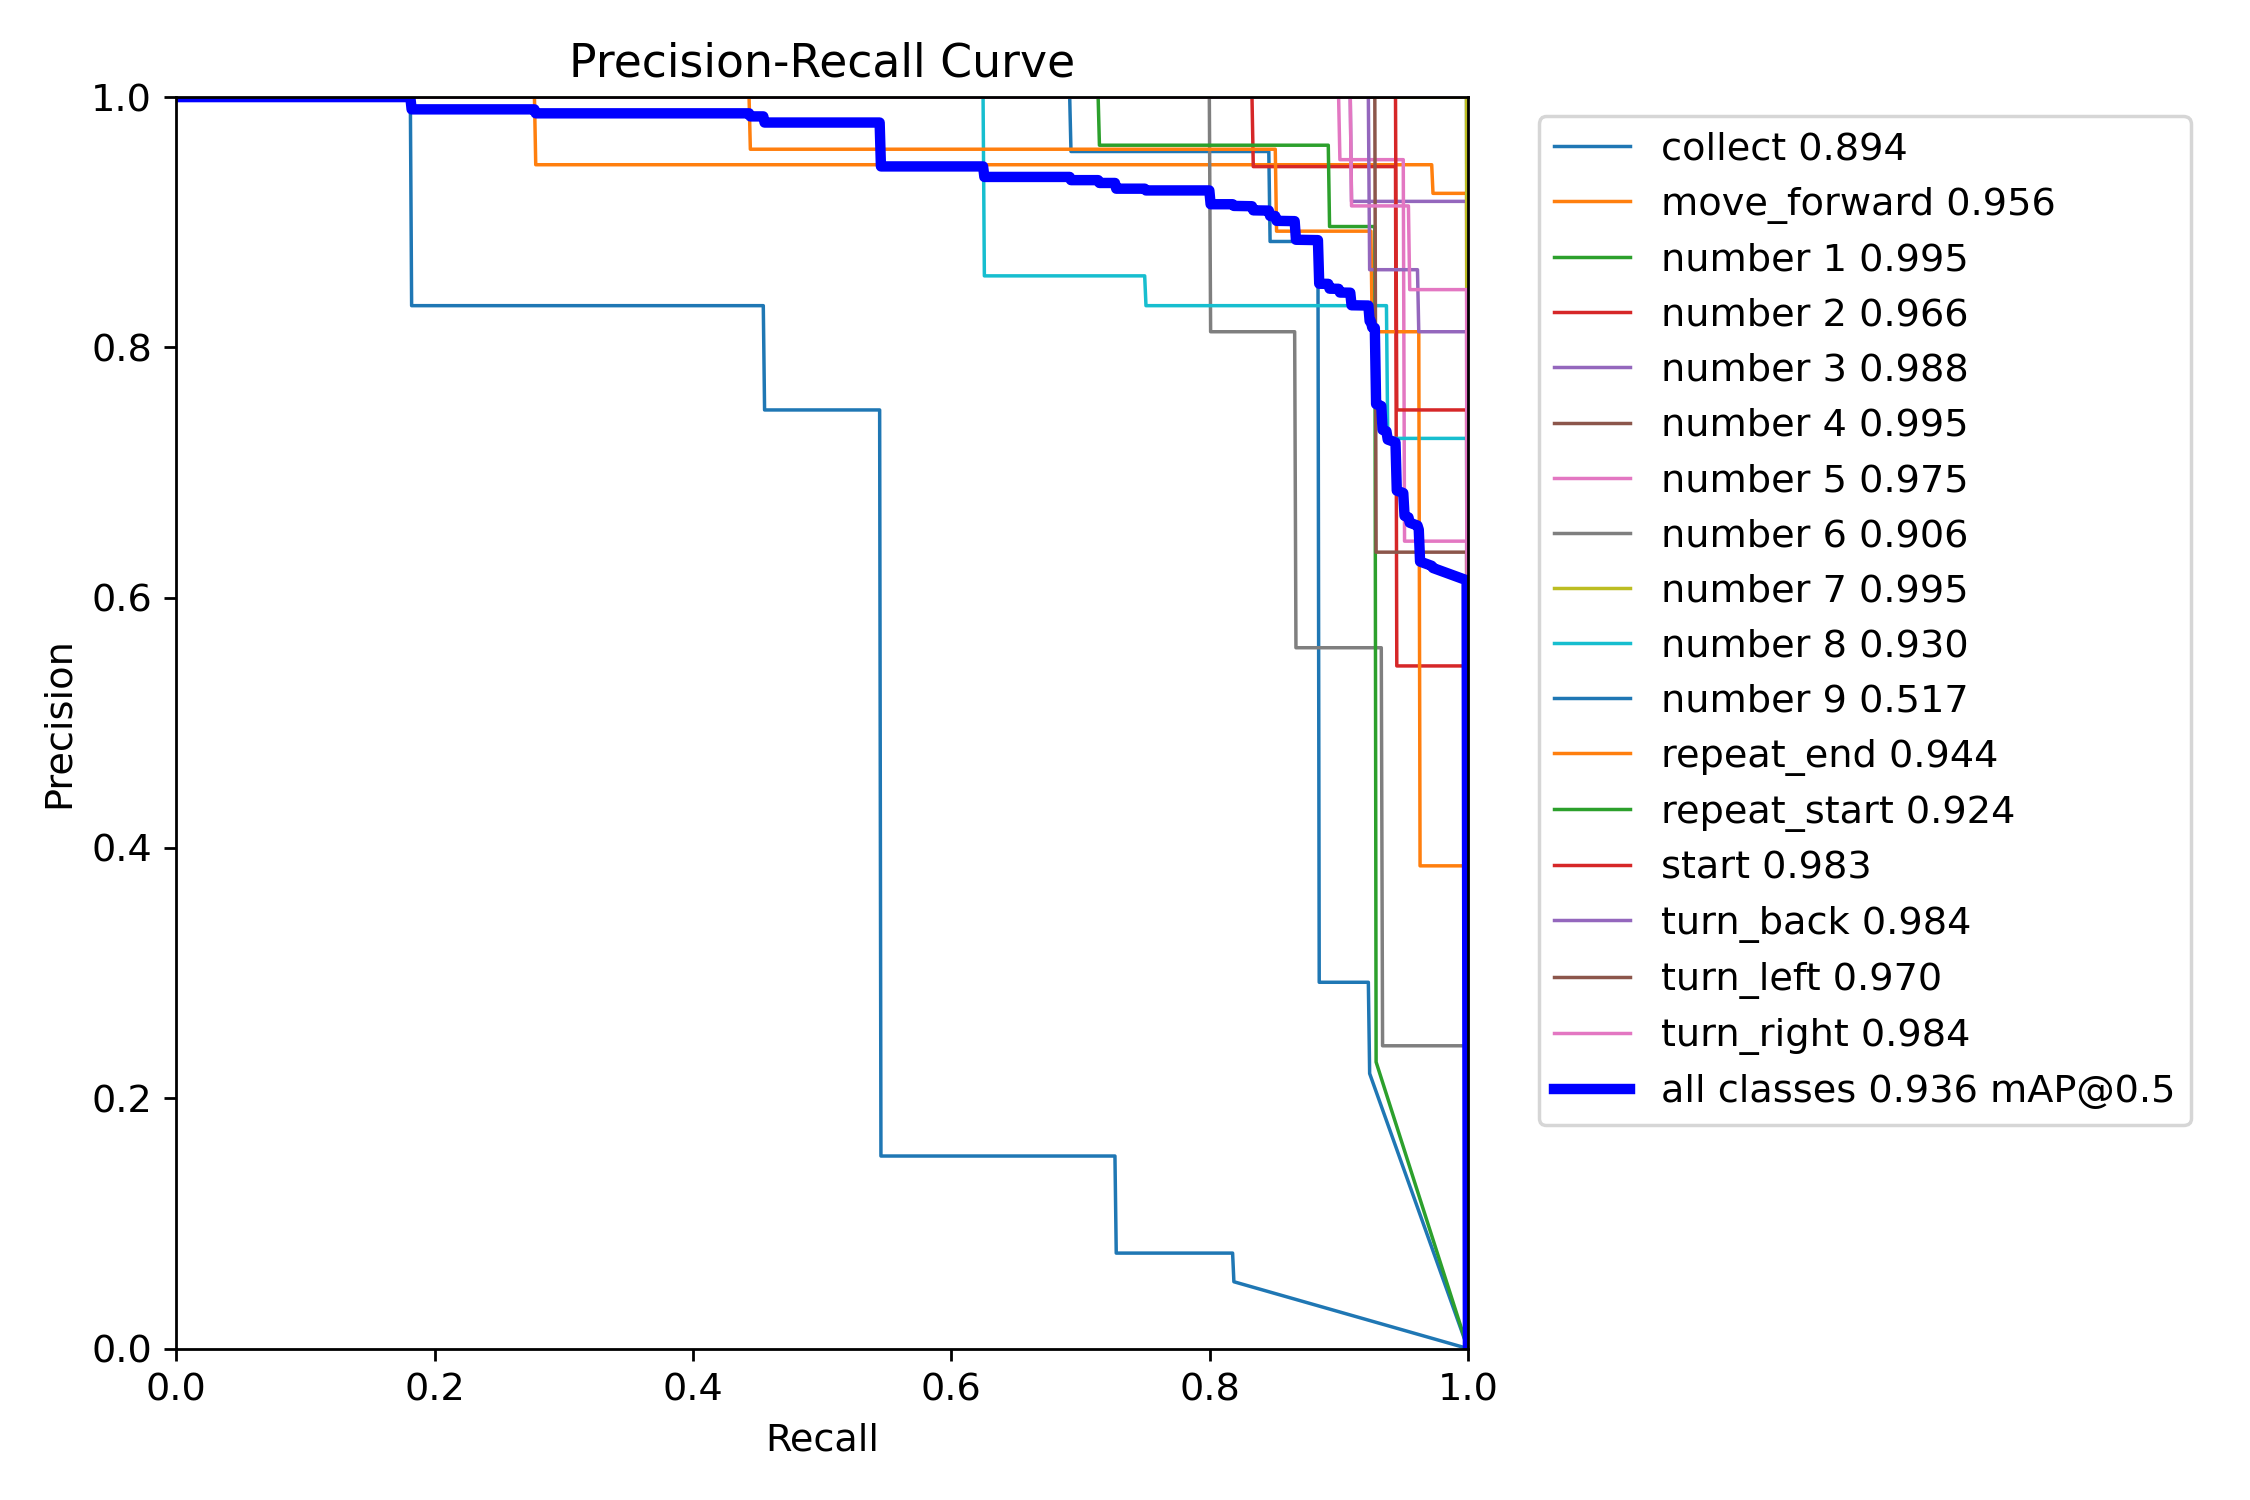 Precision-Recall Curve
1.0
0.8
0.6
0.4
0.2
0.0
Precision
0.0 0.2 0.4 0.6 0.8 1.0
Recall
collect 0.894
move_forward 0.956
number 1 0.995
number 2 0.966
number 3 0.988
number 4 0.995
number 5 0.975
number 6 0.906
number 7 0.995
number 8 0.930
number 9 0.517
repeat_end 0.944
repeat_start 0.924
start 0.983
turn_back 0.984
turn_left 0.970
turn_right 0.984
all classes 0.936 mAP@0.5